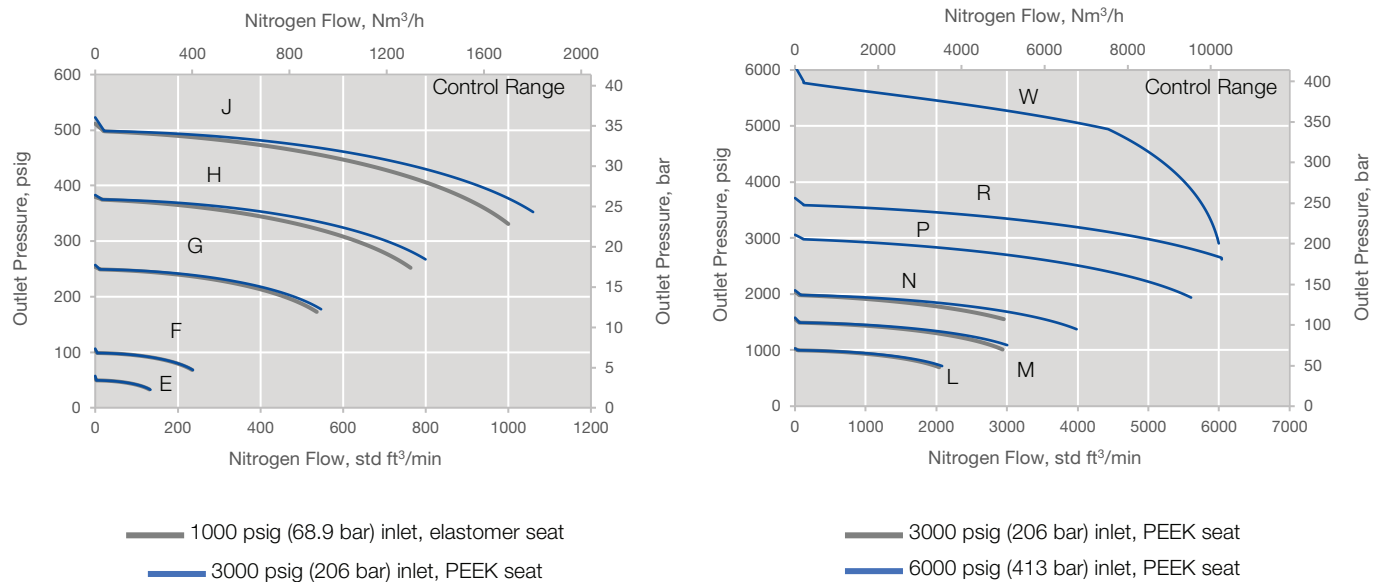 Nitrogen Flow, Nm³/h
0 400 800 1200 1600 2000
600
500
400
300
200
100
0
Outlet Pressure, psig
Control Range
J
H
G
F
E
40
35
30
25
20
15
10
5
0
Outlet Pressure, bar
0 200 400 600 800 1000 1200
Nitrogen Flow, std ft³/min
1000 psig (68.9 bar) inlet, elastomer seat
3000 psig (206 bar) inlet, PEEK seat
Nitrogen Flow, Nm³/h
0 2000 4000 6000 8000 10000
6000
5000
4000
3000
2000
1000
0
Outlet Pressure, psig
Control Range
W
R
P
N
M
L
400
350
300
250
200
150
100
50
0
Outlet Pressure, bar
0 1000 2000 3000 4000 5000 6000 7000
Nitrogen Flow, std ft³/min
3000 psig (206 bar) inlet, PEEK seat
6000 psig (413 bar) inlet, PEEK seat